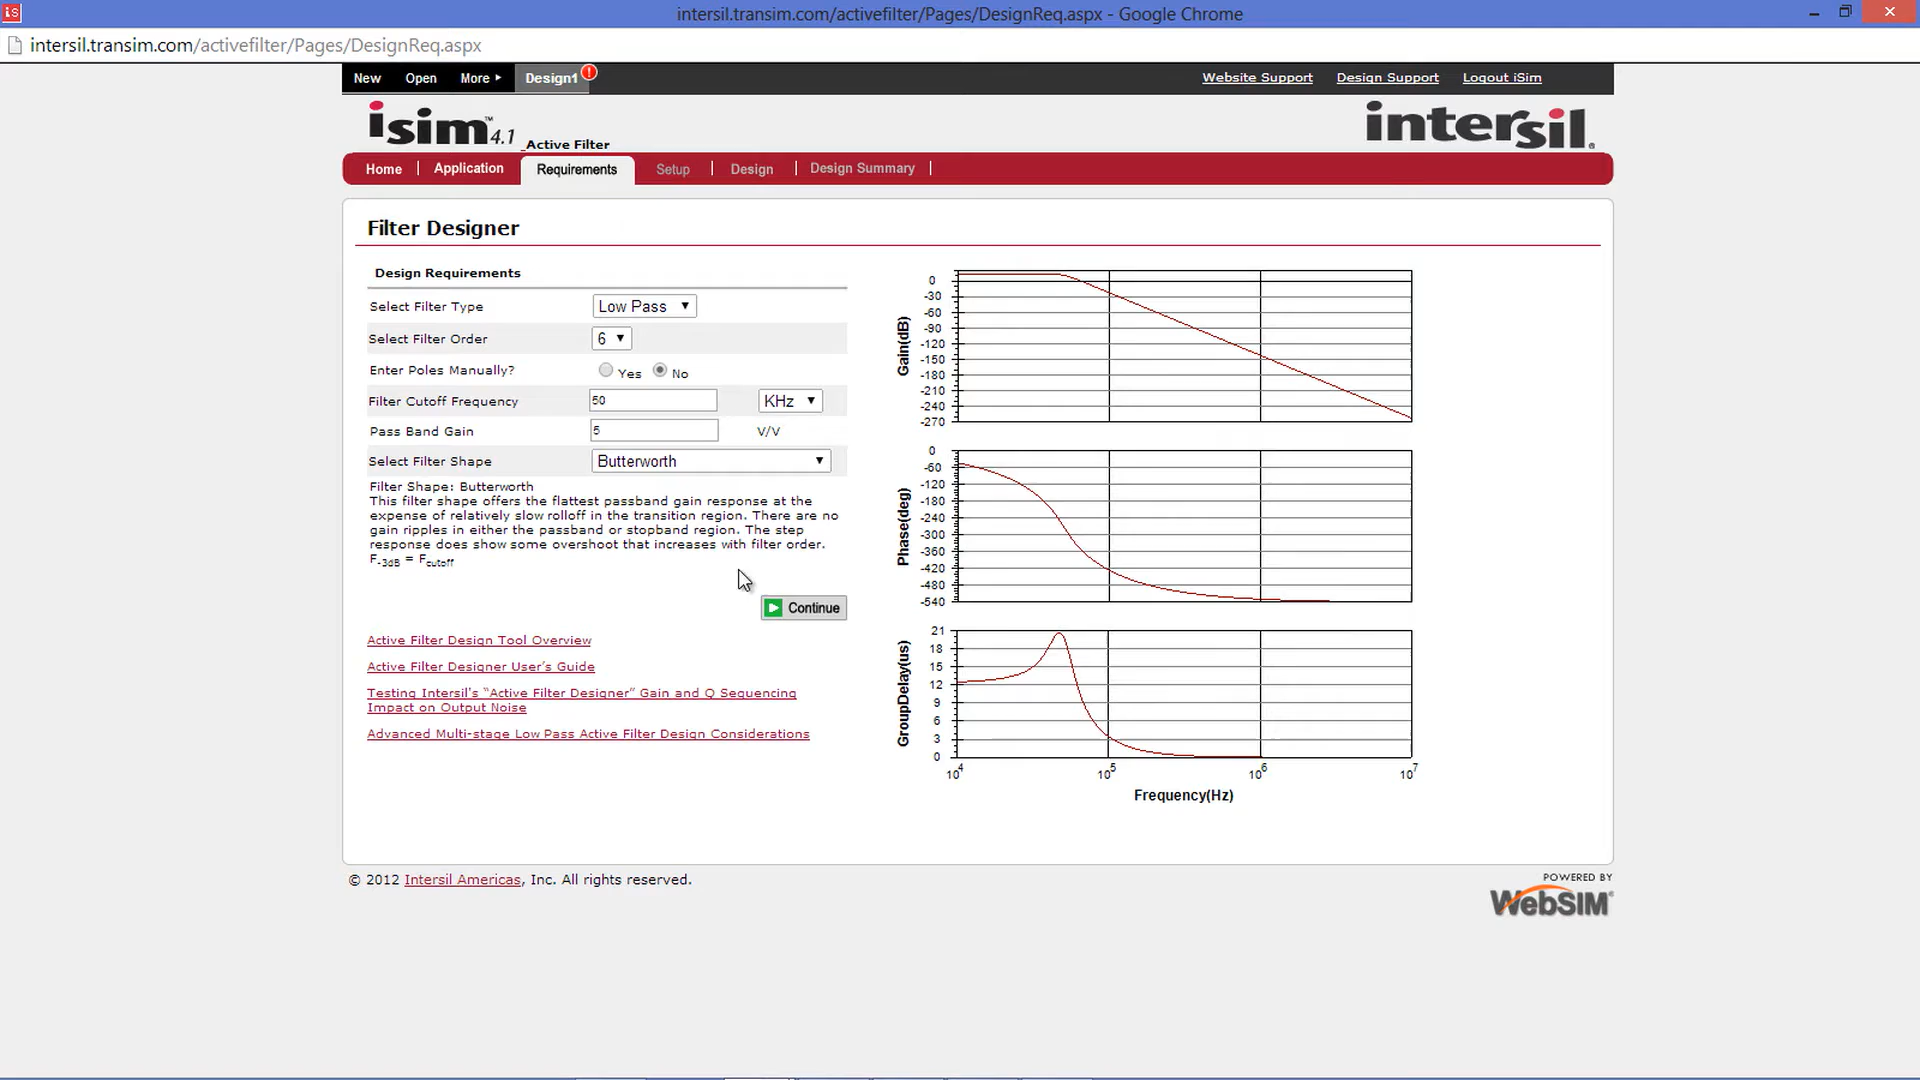 intersil.transim.com/activefilter/Pages/DesignReq.aspx - Google Chrome
intersil.transim.com/activefilter/Pages/DesignReq.aspx
New Open More Design1 Website Support Design Support Logout iSim
isim™ 4.1 _Active Filter
intersil®
Home Application Requirements Setup Design Design Summary
Filter Designer
Design Requirements
Select Filter Type Low Pass
Select Filter Order 6
Enter Poles Manually? Yes No
Filter Cutoff Frequency 50 KHz
Pass Band Gain 5 V/V
Select Filter Shape Butterworth
Filter Shape: Butterworth
This filter shape offers the flattest passband gain response at the
expense of relatively slow rolloff in the transition region. There are no
gain ripples in either the passband or stopband region. The step
response does show some overshoot that increases with filter order.
F-3dB = Fcutoff
Continue
Active Filter Design Tool Overview
Active Filter Designer User's Guide
Testing Intersil's "Active Filter Designer" Gain and Q Sequencing
Impact on Output Noise
Advanced Multi-stage Low Pass Active Filter Design Considerations
Gain(dB)
0
-30
-60
-90
-120
-150
-180
-210
-240
-270
Phase(deg)
0
-60
-120
-180
-240
-300
-360
-420
-480
-540
GroupDelay(us)
21
18
15
12
9
6
3
0
10^4 10^5 10^6 10^7
Frequency(Hz)
© 2012 Intersil Americas, Inc. All rights reserved.
POWERED BY
WebSIM®